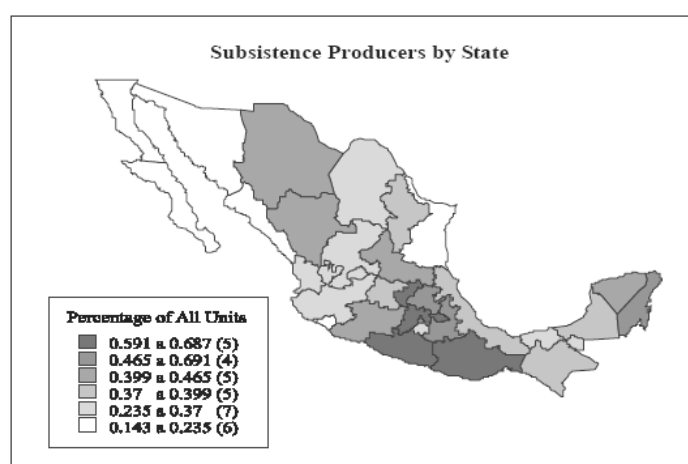 Subsistence Producers by State
Percentage of All Units
0.591 a 0.687 (5)
0.465 a 0.691 (4)
0.399 a 0.465 (5)
0.37 a 0.399 (5)
0.235 a 0.37 (7)
0.143 a 0.235 (6)